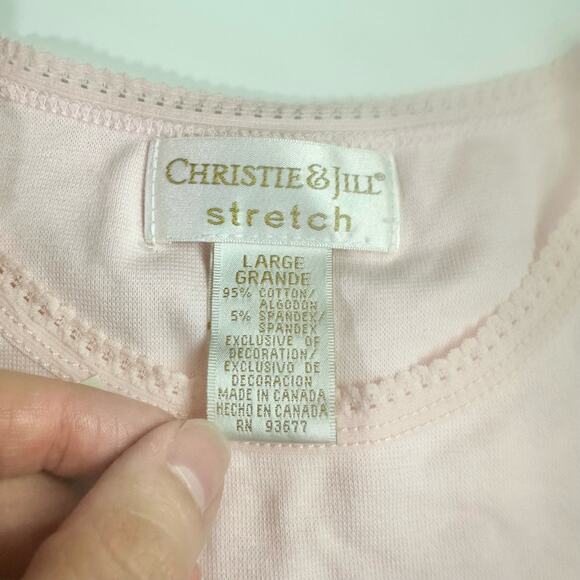 CHRISTIE & JILL®
stretch
LARGE
GRANDE
95% COTTON/
ALGODON
5% SPANDEX/
SPANDEX
EXCLUSIVE OF
DECORATION/
EXCLUSIVO DE
DECORACION
MADE IN CANADA
HECHO EN CANADA
RN 93677